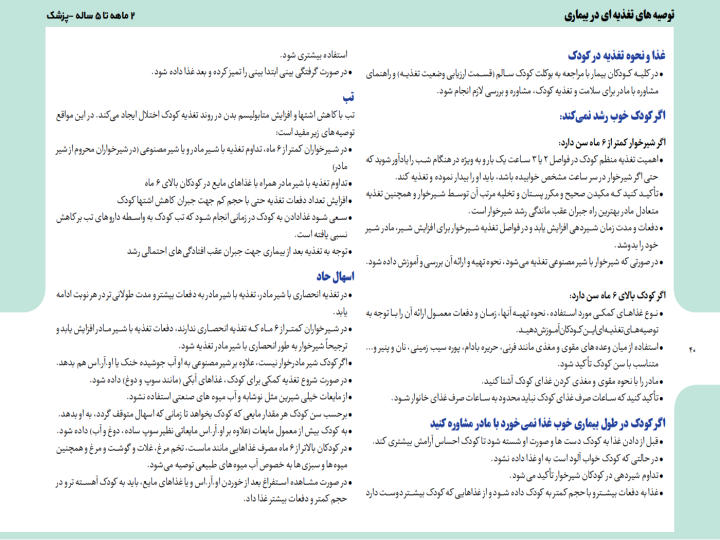 توصیه های تغذیه ای در بیماری
۲ ماهه تا ۵ ساله -پزشک
غذا و نحوه تغذیه در کودک
• در کلیه کودکان بیمار با مراجعه به بوکلت کودک سالم (قسمت ارزیابی وضعیت تغذیه) و راهنمای
مشاوره با مادر برای سلامت و تغذیه کودک، مشاوره و بررسی لازم انجام شود.
اگر کودک خوب رشد نمی‌کند:
اگر شیرخوار کمتر از ۶ ماه سن دارد:
• اهمیت تغذیه منظم کودک در فواصل ۲ یا ۳ ساعت یک بار و به ویژه در هنگام شب را یادآور شوید که
حتی اگر شیرخوار در سر ساعت مشخص خوابیده باشد، باید او را بیدار نموده و تغذیه کند.
• تأکید کنید که مکیدن صحیح و مکرر پستان و تخلیه مرتب آن توسط شیرخوار و همچنین تغذیه
متعادل مادر بهترین راه جبران عقب ماندگی رشد شیرخوار است.
• دفعات و مدت زمان شیردهی افزایش یابد و در فواصل تغذیه شیرخوار برای افزایش شیر، مادر شیر
خود را بدوشد.
• در صورتی که شیرخوار با شیر مصنوعی تغذیه می‌شود، نحوه تهیه و ارائه آن بررسی و آموزش داده شود.
اگر کودک بالای ۶ ماه سن دارد:
• نوع غذاهای کمکی مورد استفاده، نحوه تهیه آنها، زمان و دفعات معمول ارائه آن را با توجه به
توصیه‌های تغذیه‌ای این کودکان آموزش دهید.
• استفاده از میان وعده های مقوی و مغذی مانند فرنی، حریره بادام، پوره سیب زمینی، نان و پنیر و...
متناسب با سن کودک تأکید شود.
• مادر را با نحوه مقوی و مغذی کردن غذای کودک آشنا کنید.
• تأکید کنید که ساعات صرف غذای کودک نباید محدود به ساعات صرف غذای خانوار شود.
اگر کودک در طول بیماری خوب غذا نمی‌خورد با مادر مشاوره کنید
• قبل از دادن غذا به کودک دست ها و صورت او شسته شود تا کودک احساس آرامش بیشتری کند.
• در حالتی که کودک خواب آلود است به او غذا داده نشود.
• تداوم شیردهی در کودکان شیرخوار تأکید می شود.
• غذا به دفعات بیشتر و با حجم کمتر به کودک داده شود و از غذاهایی که کودک بیشتر دوست دارد
استفاده بیشتری شود.
• در صورت گرفتگی بینی ابتدا بینی را تمیز کرده و بعد غذا داده شود.
تب
تب با کاهش اشتها و افزایش متابولیسم بدن در روند تغذیه کودک اختلال ایجاد می‌کند. در این مواقع
توصیه های زیر مفید است:
• در شیرخواران کمتر از ۶ ماه، تداوم تغذیه با شیر مادر و یا شیر مصنوعی (در شیرخواران محروم از شیر
مادر)
• تداوم تغذیه با شیر مادر همراه با غذاهای مایع در کودکان بالای ۶ ماه
• افزایش تعداد دفعات تغذیه حتی با حجم کم جهت جبران کاهش اشتهای کودک
• سعی شود غذا دادن به کودک در زمانی انجام شود که تب کودک به واسطه داروهای تب بر کاهش
نسبی یافته است.
• توجه به تغذیه بعد از بیماری جهت جبران عقب افتادگی های احتمالی رشد
اسهال حاد
• در تغذیه انحصاری با شیر مادر، تغذیه با شیر مادر به دفعات بیشتر و مدت طولانی تر در هر نوبت ادامه
یابد.
• در شیرخواران کمتر از ۶ ماه که تغذیه انحصاری ندارند، دفعات تغذیه با شیر مادر افزایش یابد و
ترجیحاً شیرخوار به طور انحصاری با شیر مادر تغذیه شود.
• اگر کودک شیر مادرخوار نیست، علاوه بر شیر مصنوعی به او آب جوشیده خنک یا او.آر.اس هم بدهد.
• در صورت شروع تغذیه کمکی برای کودک، غذاهای آبکی (مانند سوپ و دوغ) داده شود.
• از مایعات خیلی شیرین مثل نوشابه و آب میوه های صنعتی استفاده نشود.
• برحسب سن کودک هر مقدار مایعی که کودک بخواهد تا زمانی که اسهال متوقف گردد، به او بدهد.
• به کودک بیش از معمول مایعات (علاوه بر او.آر.اس مایعاتی نظیر سوپ ساده، دوغ و آب) داده شود.
• در کودکان بالاتر از ۶ ماه مصرف غذاهایی مانند ماست، تخم مرغ، غلات و گوشت و مرغ و همچنین
میوه ها و سبزی ها به خصوص آب میوه های طبیعی توصیه می‌شود.
• در صورت مشاهده استفراغ بعد از خوردن او.آر.اس و یا غذاهای مایع، باید به کودک آهسته تر و در
حجم کمتر و دفعات بیشتر غذا داد.
۴۰